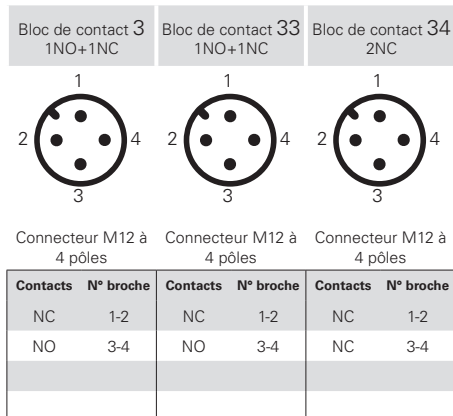 Bloc de contact 3 Bloc de contact 33 Bloc de contact 34
1NO+1NC 1NO+1NC 2NC
1 1 1
2 4 2 4 2 4
3 3 3
Connecteur M12 à Connecteur M12 à Connecteur M12 à
4 pôles 4 pôles 4 pôles
Contacts N° broche Contacts N° broche Contacts N° broche
NC 1-2 NC 1-2 NC 1-2
NO 3-4 NO 3-4 NC 3-4